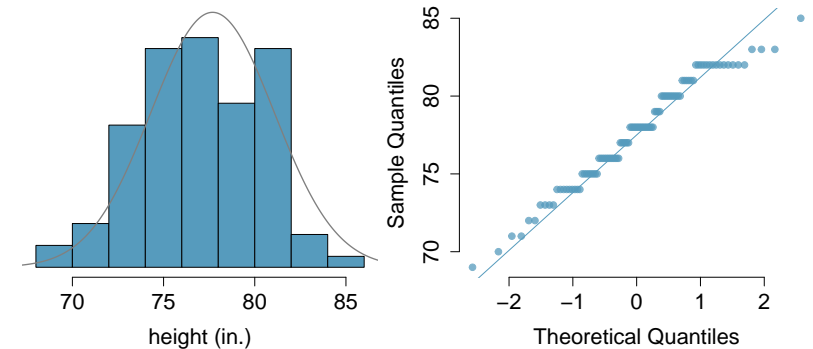 70 75 80 85
height (in.)
85
80
75
70
Sample Quantiles
−2 −1 0 1 2
Theoretical Quantiles